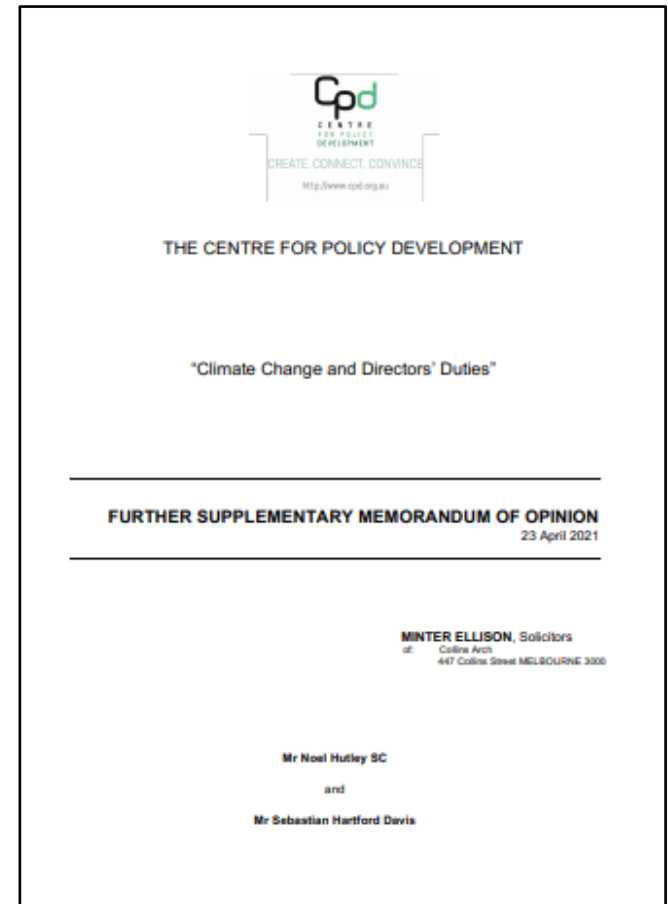 cpd
CENTRE
FOR POLICY
DEVELOPMENT
CREATE. CONNECT. CONVINCE
http://www.cpd.org.au
THE CENTRE FOR POLICY DEVELOPMENT
“Climate Change and Directors’ Duties”
FURTHER SUPPLEMENTARY MEMORANDUM OF OPINION
23 April 2021
MINTER ELLISON, Solicitors
of: Collins Arch
447 Collins Street MELBOURNE 3000
Mr Noel Hutley SC
and
Mr Sebastian Hartford Davis